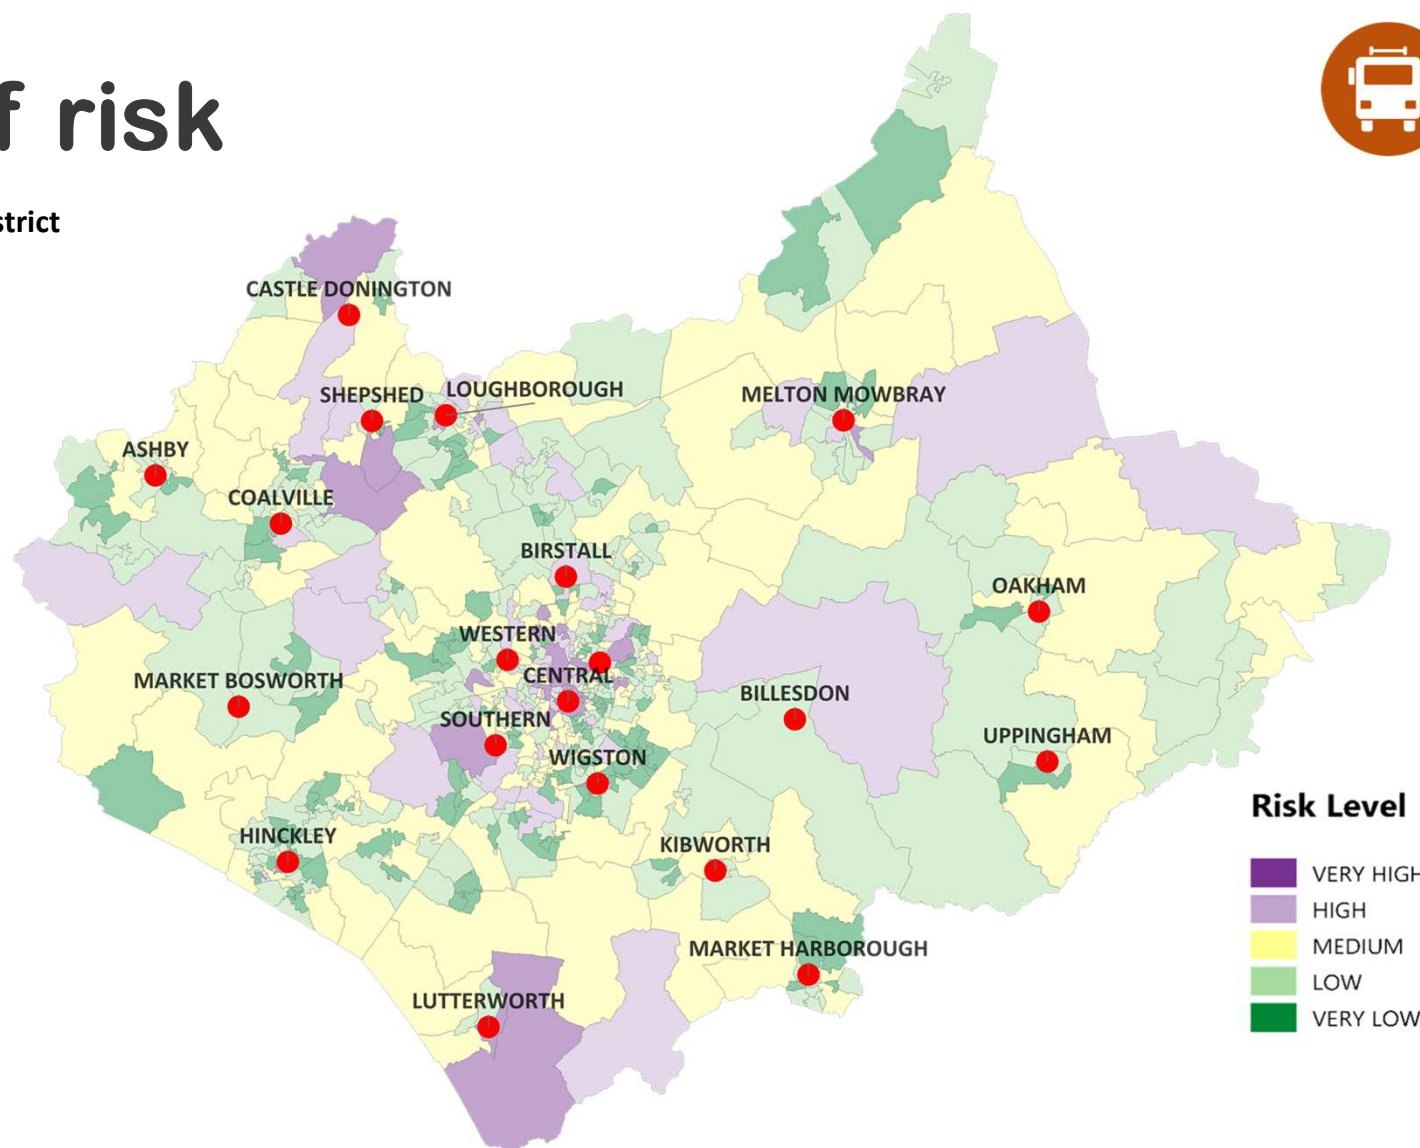 f risk
strict
CASTLE DONINGTON
SHEPSHED
LOUGHBOROUGH
MELTON MOWBRAY
ASHBY
COALVILLE
BIRSTALL
OAKHAM
WESTERN
CENTRAL
MARKET BOSWORTH
BILLESDON
SOUTHERN
UPPINGHAM
WIGSTON
HINCKLEY
KIBWORTH
MARKET HARBOROUGH
LUTTERWORTH
Risk Level
VERY HIGH
HIGH
MEDIUM
LOW
VERY LOW